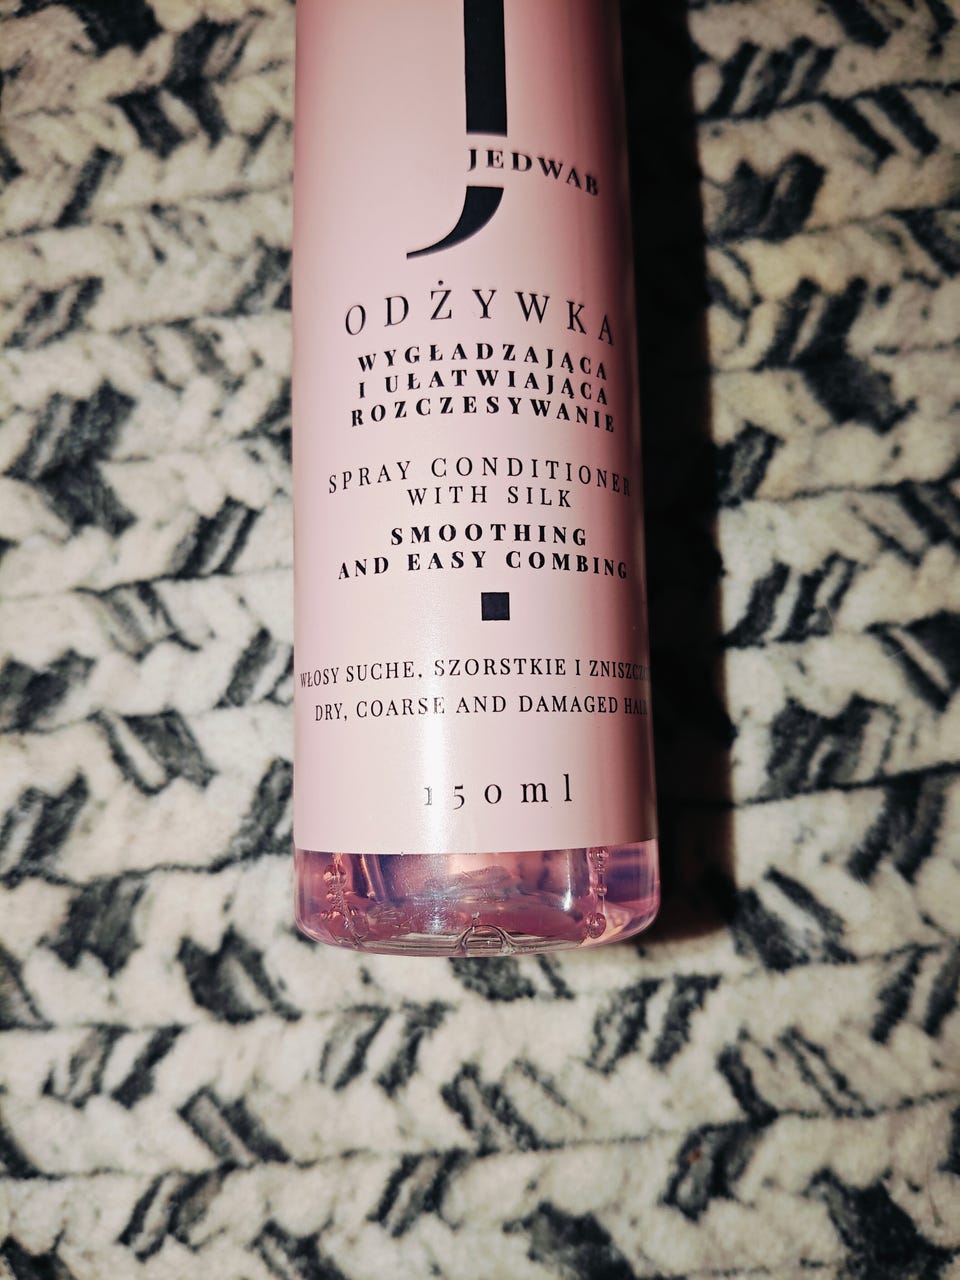 J
JEDWAB
ODŻYWKA
WYGŁADZAJĄCA
I UŁATWIAJĄCA
ROZCZESYWANIE
SPRAY CONDITIONER
WITH SILK
SMOOTHING
AND EASY COMBING
WŁOSY SUCHE, SZORSTKIE I
DRY, COARSE AND DAMAGED HAIR
150ml